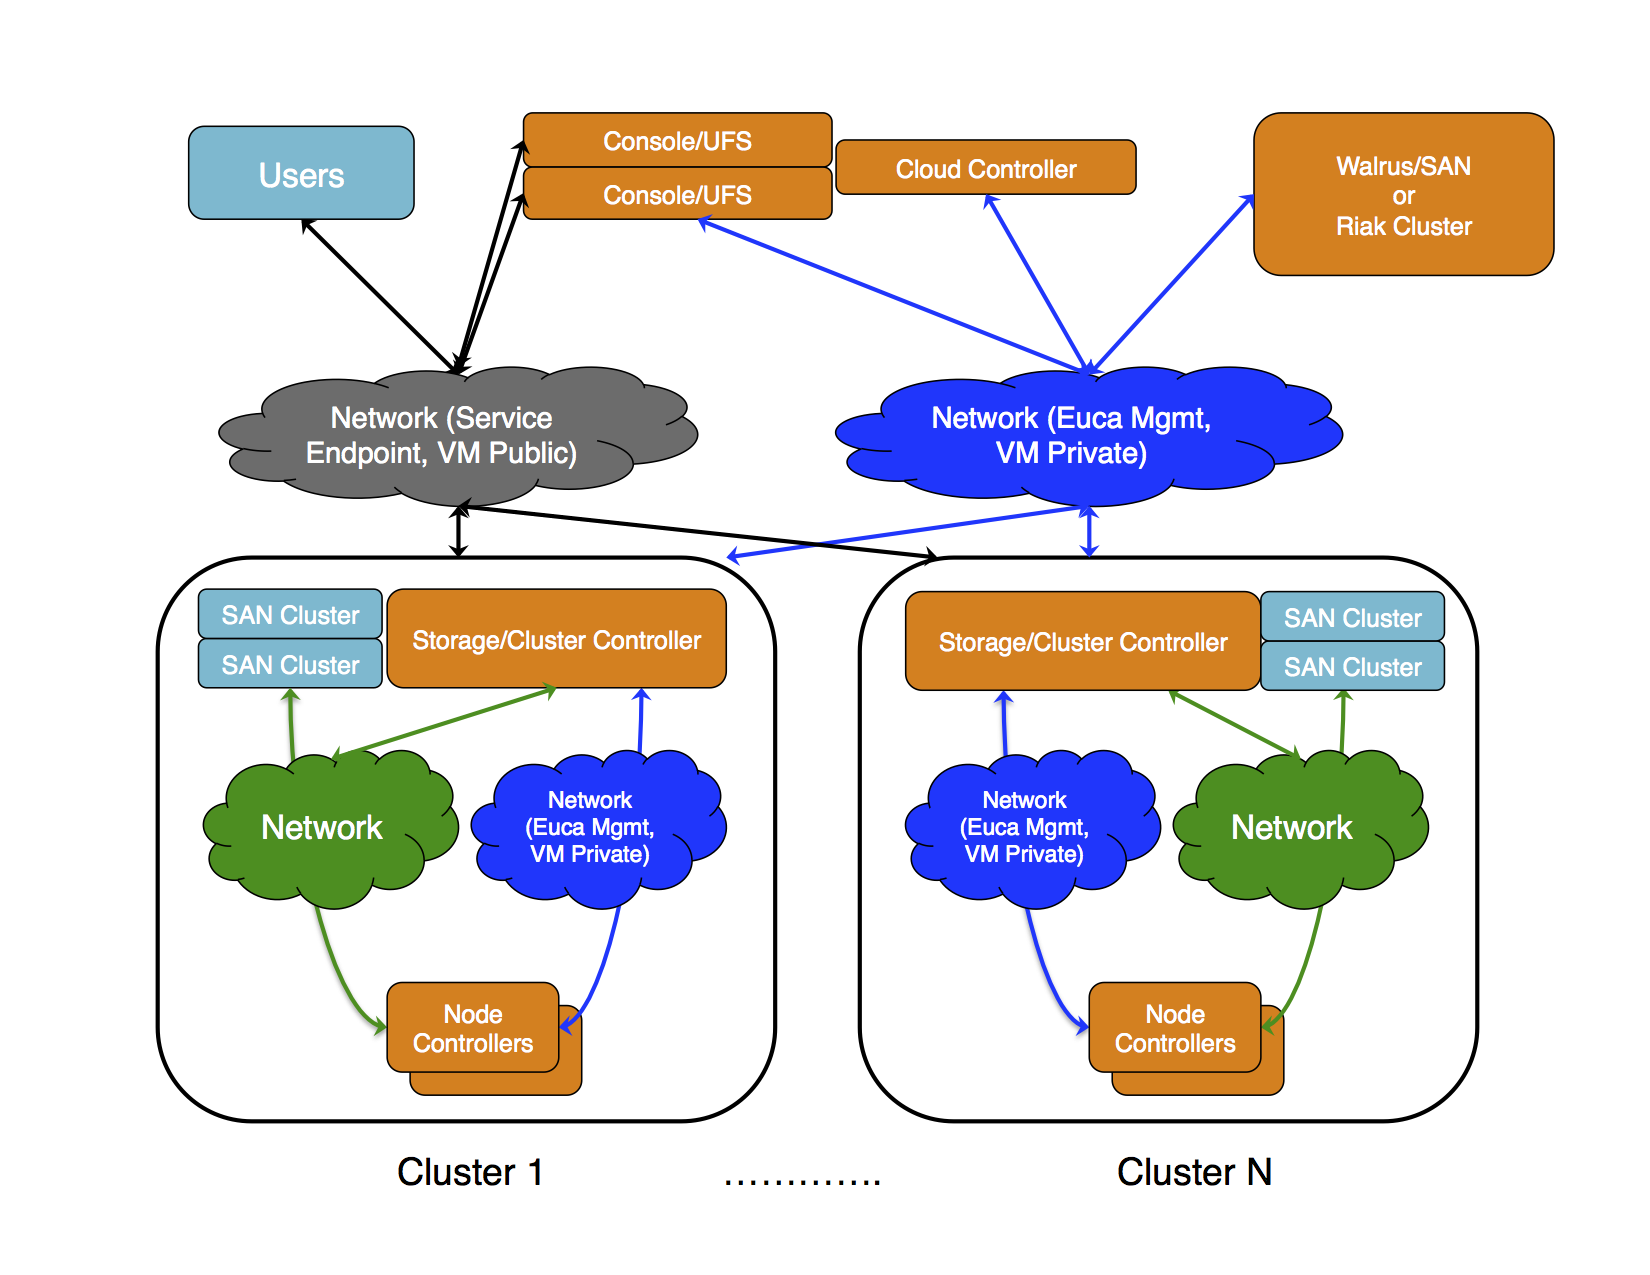 Users
Console/UFS
Console/UFS
Cloud Controller
Walrus/SAN
or
Riak Cluster
Network (Service
Endpoint, VM Public)
Network (Euca Mgmt,
VM Private)
SAN Cluster
SAN Cluster
Storage/Cluster Controller
Network
Network
(Euca Mgmt,
VM Private)
Node
Controllers
Storage/Cluster Controller
SAN Cluster
SAN Cluster
Network
(Euca Mgmt,
VM Private)
Network
Node
Controllers
Cluster 1
.............
Cluster N